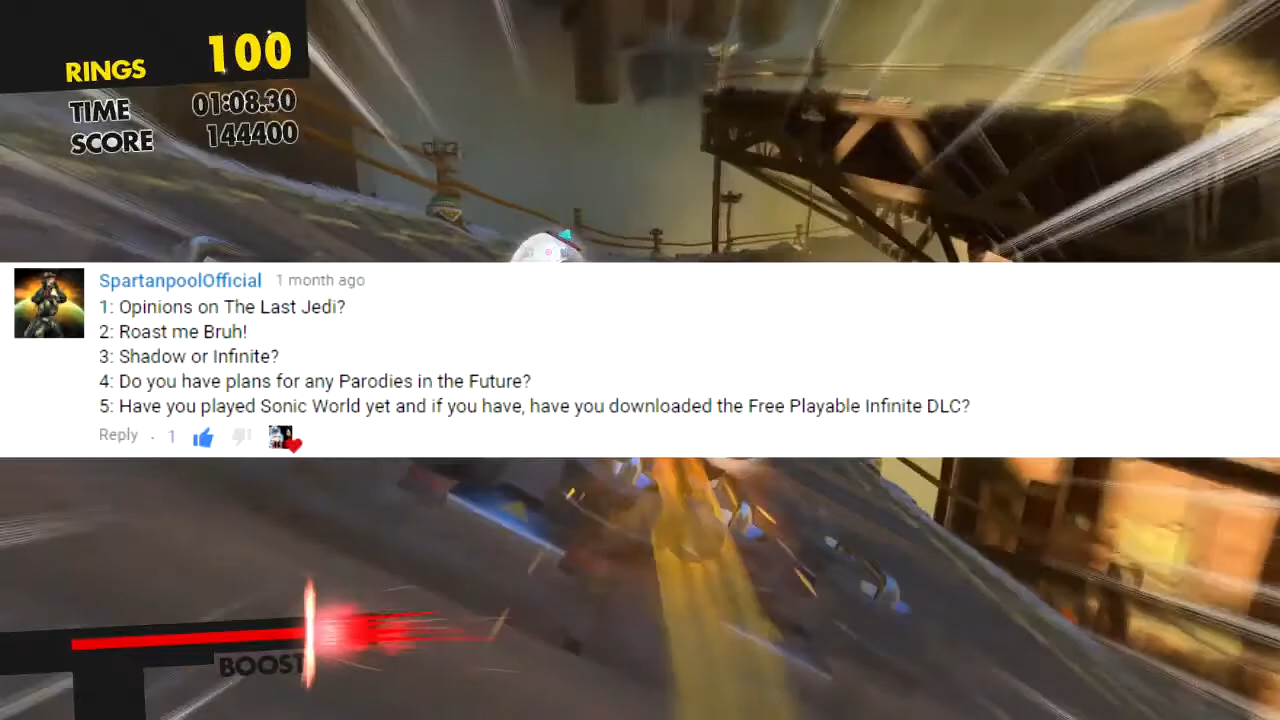 RINGS 100
TIME 01:08.30
SCORE 144400
SpartanpoolOfficial 1 month ago
1: Opinions on The Last Jedi?
2: Roast me Bruh!
3: Shadow or Infinite?
4: Do you have plans for any Parodies in the Future?
5: Have you played Sonic World yet and if you have, have you downloaded the Free Playable Infinite DLC?
Reply . 1
BOOST